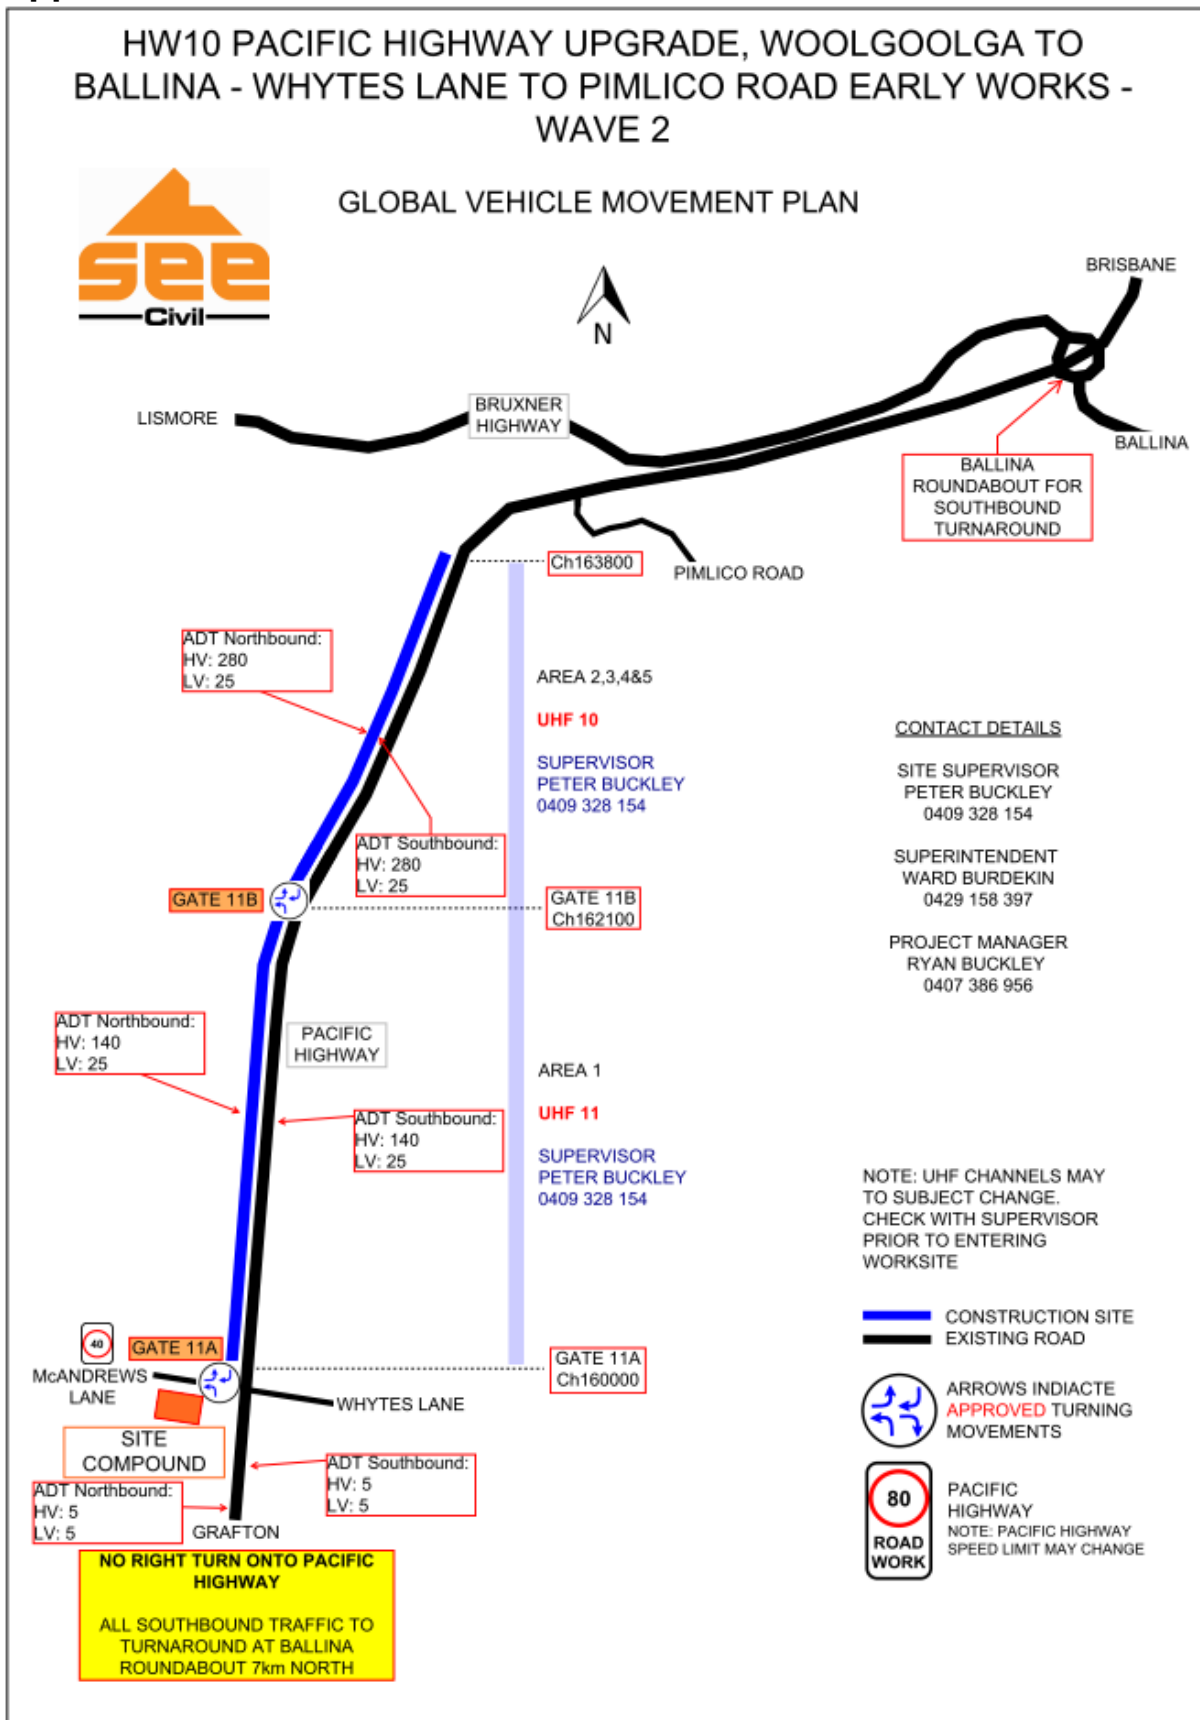 HW10 PACIFIC HIGHWAY UPGRADE, WOOLGOOLGA TO
BALLINA - WHYTES LANE TO PIMLICO ROAD EARLY WORKS -
WAVE 2
see
Civil
GLOBAL VEHICLE MOVEMENT PLAN
N
BRISBANE
LISMORE
BRUXNER
HIGHWAY
BALLINA
BALLINA
ROUNDABOUT FOR
SOUTHBOUND
TURNAROUND
Ch163800
PIMLICO ROAD
ADT Northbound:
HV: 280
LV: 25
AREA 2,3,4&5
UHF 10
SUPERVISOR
PETER BUCKLEY
0409 328 154
CONTACT DETAILS
SITE SUPERVISOR
PETER BUCKLEY
0409 328 154
SUPERINTENDENT
WARD BURDEKIN
0429 158 397
PROJECT MANAGER
RYAN BUCKLEY
0407 386 956
ADT Southbound:
HV: 280
LV: 25
GATE 11B
GATE 11B
Ch162100
ADT Northbound:
HV: 140
LV: 25
PACIFIC
HIGHWAY
AREA 1
UHF 11
SUPERVISOR
PETER BUCKLEY
0409 328 154
ADT Southbound:
HV: 140
LV: 25
NOTE: UHF CHANNELS MAY
TO SUBJECT CHANGE.
CHECK WITH SUPERVISOR
PRIOR TO ENTERING
WORKSITE
CONSTRUCTION SITE
EXISTING ROAD
40
GATE 11A
McANDREWS
LANE
GATE 11A
Ch160000
WHYTES LANE
SITE
COMPOUND
ARROWS INDIACTE
APPROVED TURNING
MOVEMENTS
ADT Southbound:
HV: 5
LV: 5
ADT Northbound:
HV: 5
LV: 5
GRAFTON
80
ROAD
WORK
PACIFIC
HIGHWAY
NOTE: PACIFIC HIGHWAY
SPEED LIMIT MAY CHANGE
NO RIGHT TURN ONTO PACIFIC
HIGHWAY
ALL SOUTHBOUND TRAFFIC TO
TURNAROUND AT BALLINA
ROUNDABOUT 7km NORTH